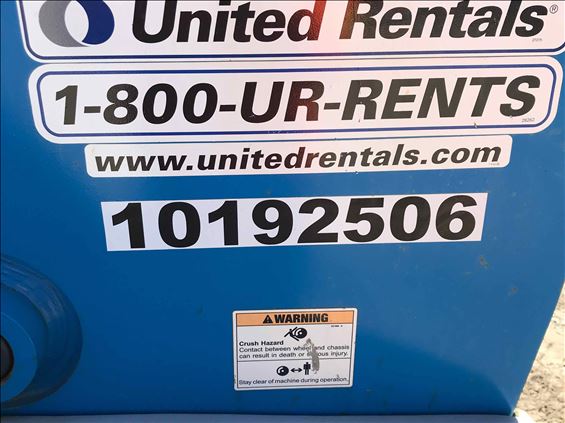 United Rentals®
1-800-UR-RENTS
www.unitedrentals.com
10192506
WARNING
Crush Hazard
Contact between wheel and chassis
can result in death or serious injury.
Stay clear of machine during operation.